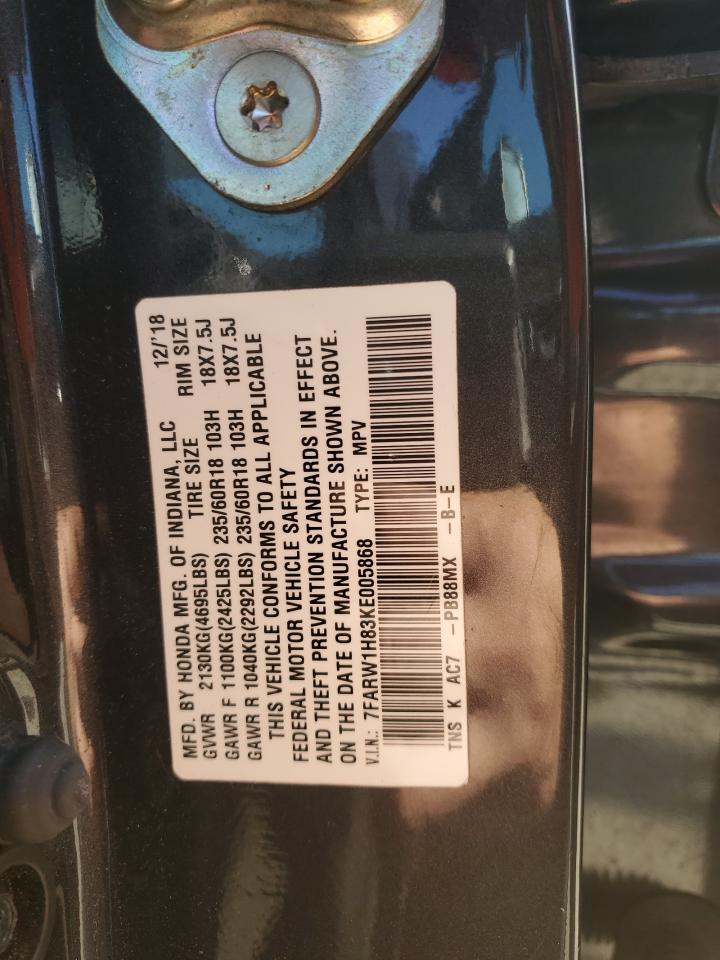 MFD. BY HONDA MFG. OF INDIANA, LLC 12/'18
GVWR 2130KG(4695LBS) TIRE SIZE RIM SIZE
GAWR F 1100KG(2425LBS) 235/60R18 103H 18X7.5J
GAWR R 1040KG(2292LBS) 235/60R18 103H 18X7.5J
THIS VEHICLE CONFORMS TO ALL APPLICABLE
FEDERAL MOTOR VEHICLE SAFETY
AND THEFT PREVENTION STANDARDS IN EFFECT
ON THE DATE OF MANUFACTURE SHOWN ABOVE.
V.I.N.: 7FARW1H83KE005868 TYPE: MPV
TNS K AC7 -PB88MX -B-E